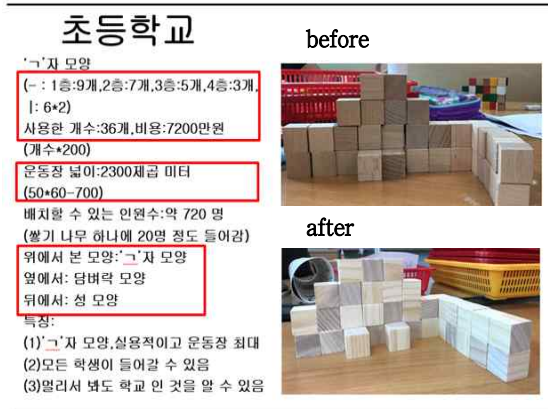 초등학교
'ㄱ'자 모양
(- : 1층:9개,2층:7개,3층:5개,4층:3개,
ㅣ: 6*2)
사용한 개수:36개,비용:7200만원
(개수*200)
운동장 넓이:2300제곱 미터
(50*60-700)
배치할 수 있는 인원수:약 720 명
(쌓기 나무 하나에 20명 정도 들어감)
위에서 본 모양:'ㄱ'자 모양
옆에서: 담벼락 모양
뒤에서: 성 모양
특징:
(1)'ㄱ'자 모양,실용적이고 운동장 최대
(2)모든 학생이 들어갈 수 있음
(3)멀리서 봐도 학교 인 것을 알 수 있음
before
after